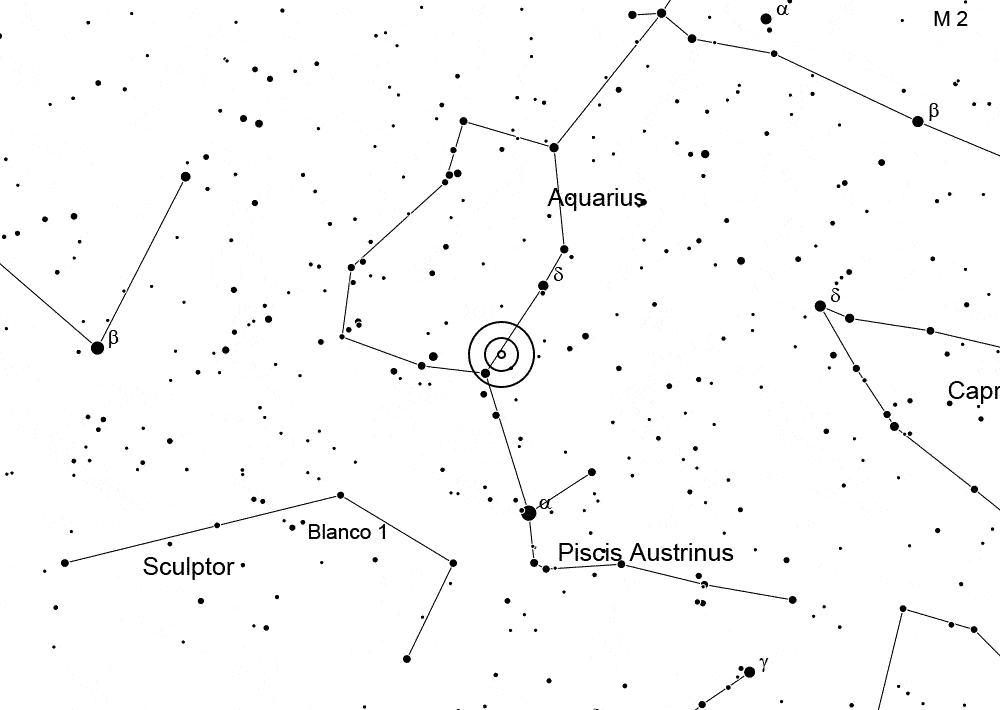 α
M 2
β
Aquarius
δ
δ
β
Capr
α
Blanco 1
Piscis Austrinus
Sculptor
γ